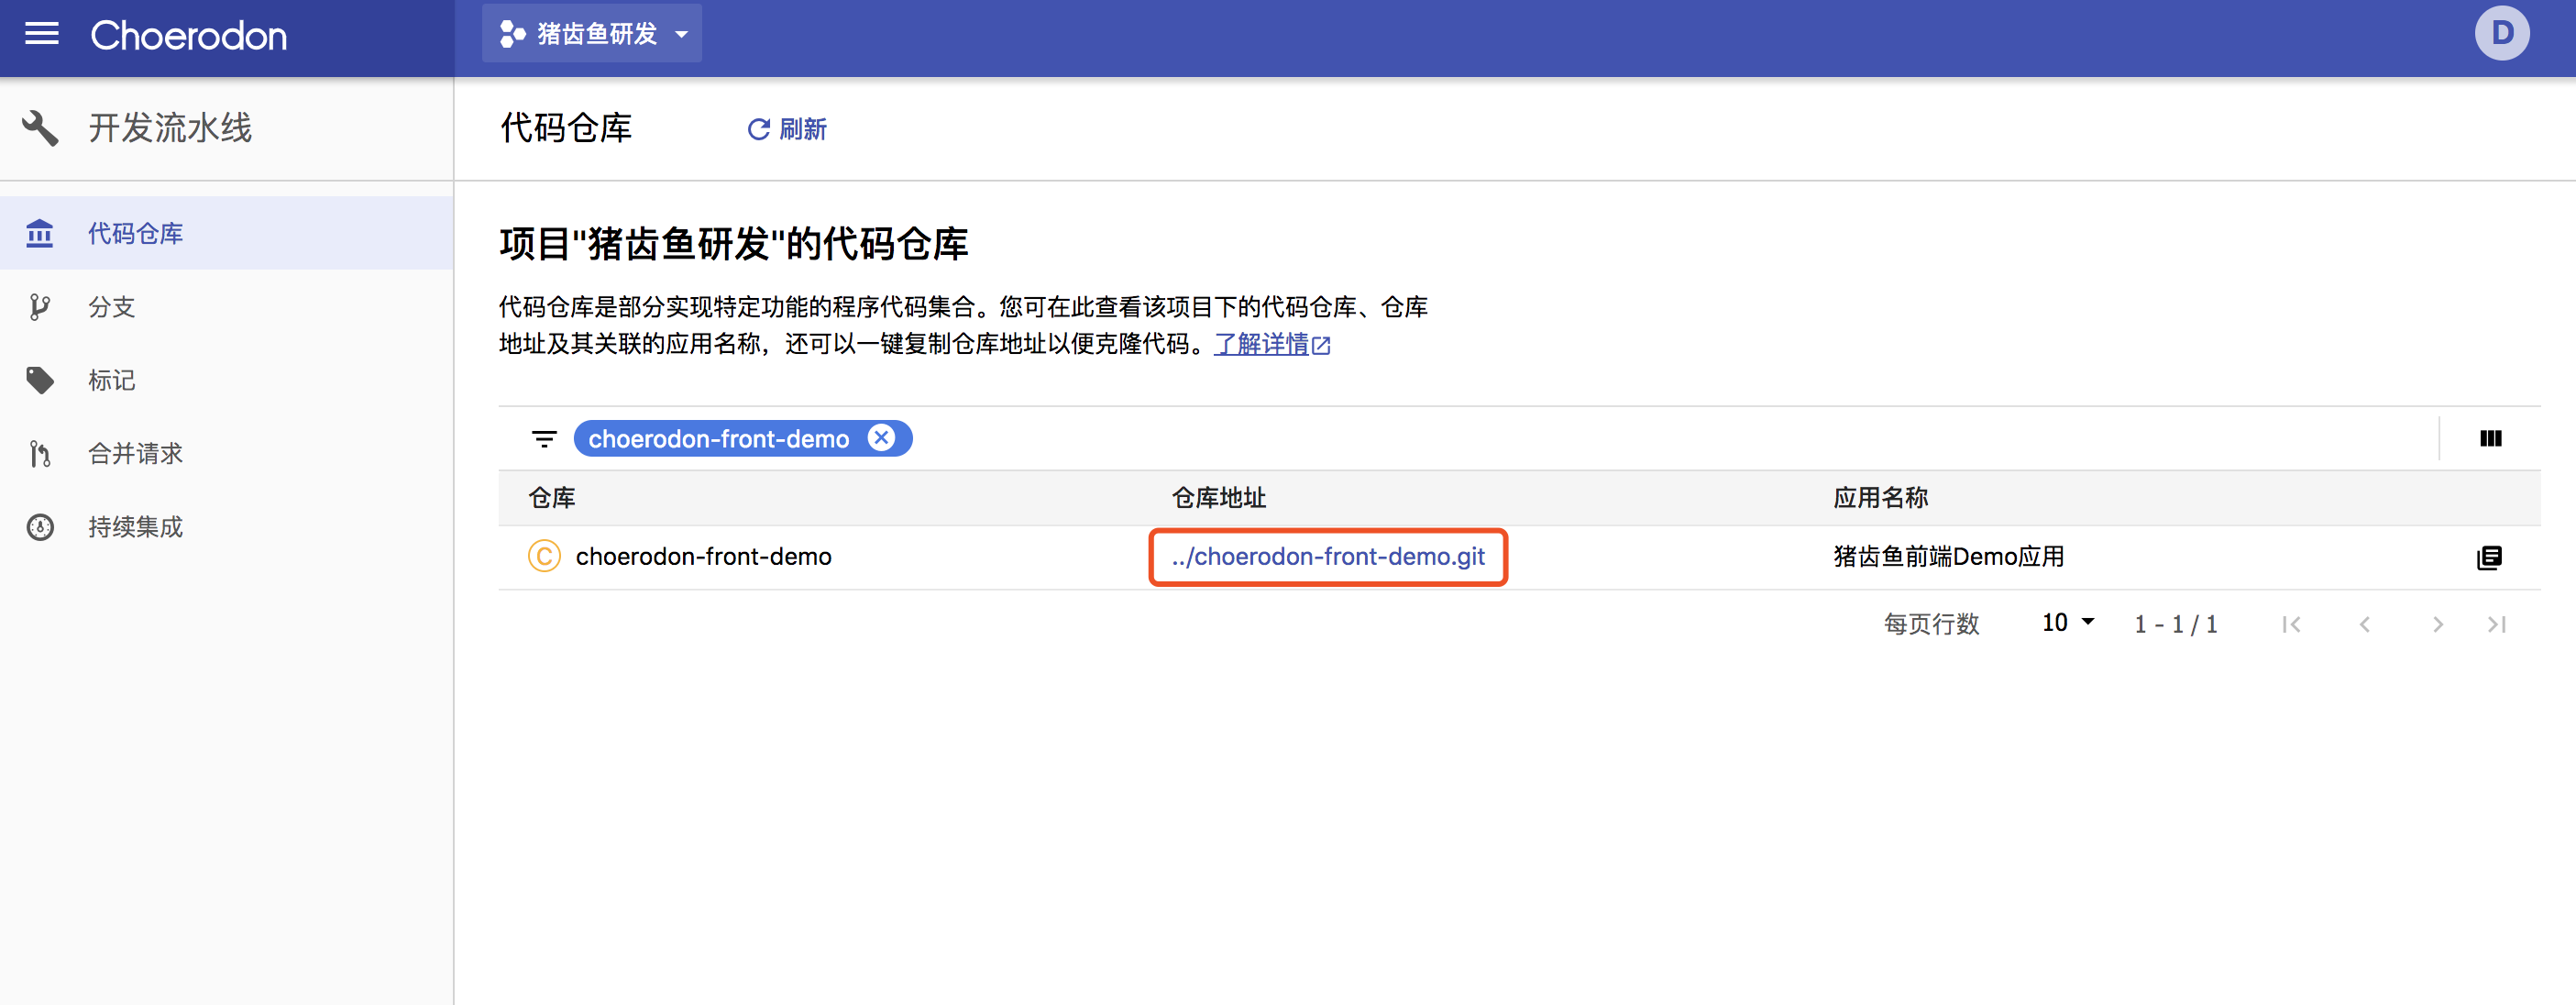 Choerodon
猪齿鱼研发
D
开发流水线
代码仓库
刷新
代码仓库
分支
标记
合并请求
持续集成
项目"猪齿鱼研发"的代码仓库
代码仓库是部分实现特定功能的程序代码集合。您可在此查看该项目下的代码仓库、仓库
地址及其关联的应用名称，还可以一键复制仓库地址以便克隆代码。了解详情
choerodon-front-demo
仓库 仓库地址 应用名称
C choerodon-front-demo ../choerodon-front-demo.git 猪齿鱼前端Demo应用
每页行数 10 1 - 1 / 1